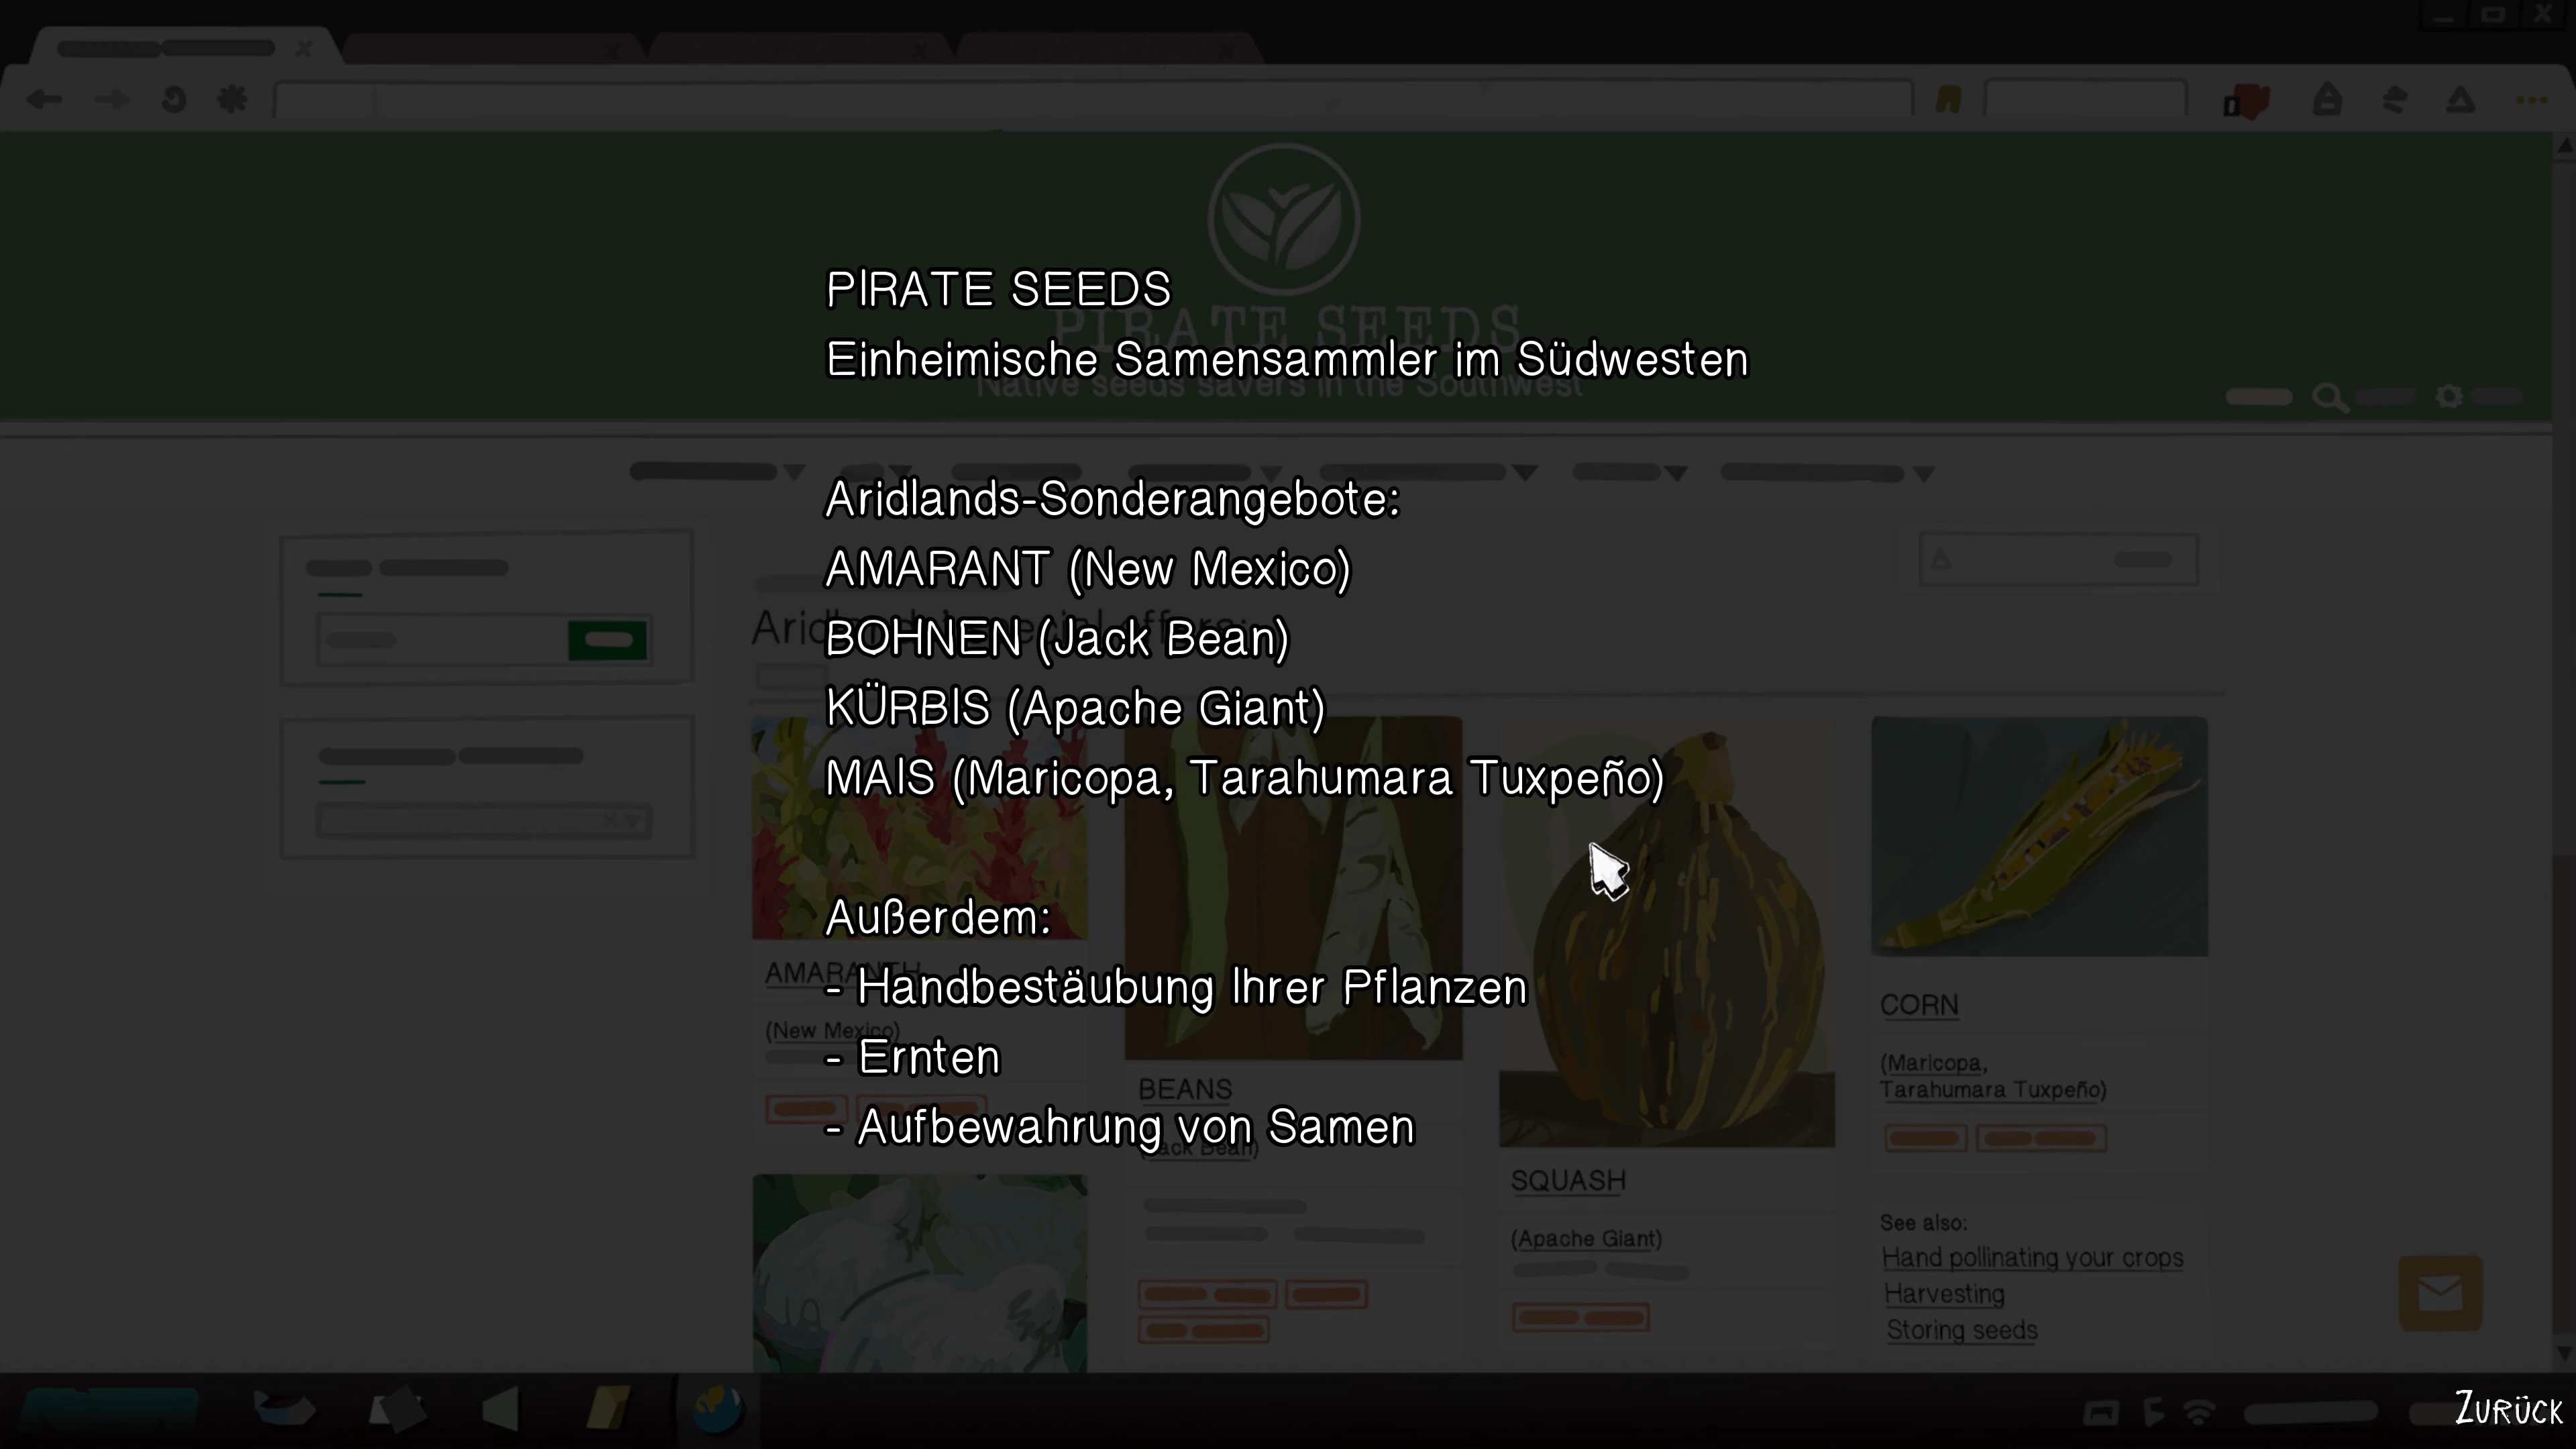 PIRATE SEEDS
Einheimische Samensammler im Südwesten
Aridlands-Sonderangebote:
AMARANT (New Mexico)
BOHNEN (Jack Bean)
KÜRBIS (Apache Giant)
MAIS (Maricopa, Tarahumara Tuxpeño)
Außerdem:
- Handbestäubung Ihrer Pflanzen
- Ernten
- Aufbewahrung von Samen
PIRATE SEEDS
Native seeds savers in the Southwest
AMARANTH
(New Mexico)
BEANS
(Jack Bean)
SQUASH
(Apache Giant)
CORN
(Maricopa,
Tarahumara Tuxpeño)
See also:
Hand pollinating your crops
Harvesting
Storing seeds
ZURÜCK